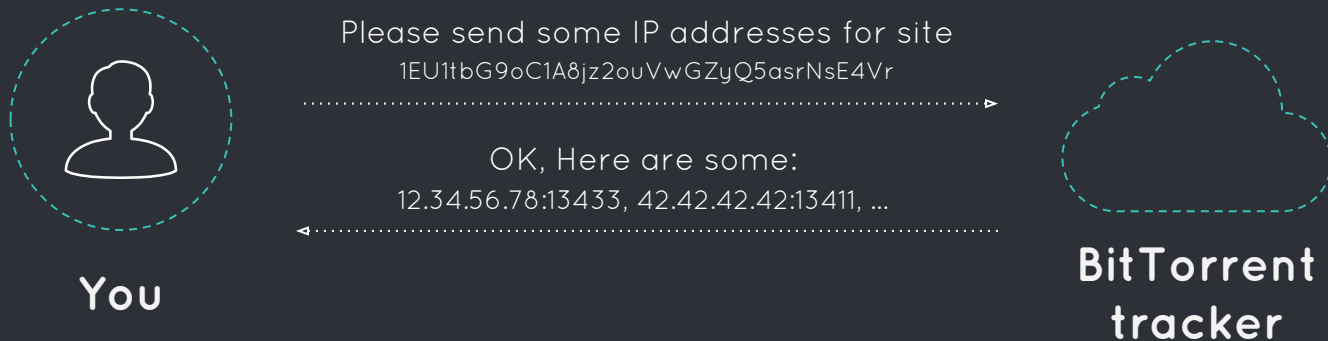 Please send some IP addresses for site
1EU1tbG9oC1A8jz2ouVwGZyQ5asrNsE4Vr
OK, Here are some:
12.34.56.78:13433, 42.42.42.42:13411, ...
You
BitTorrent
tracker